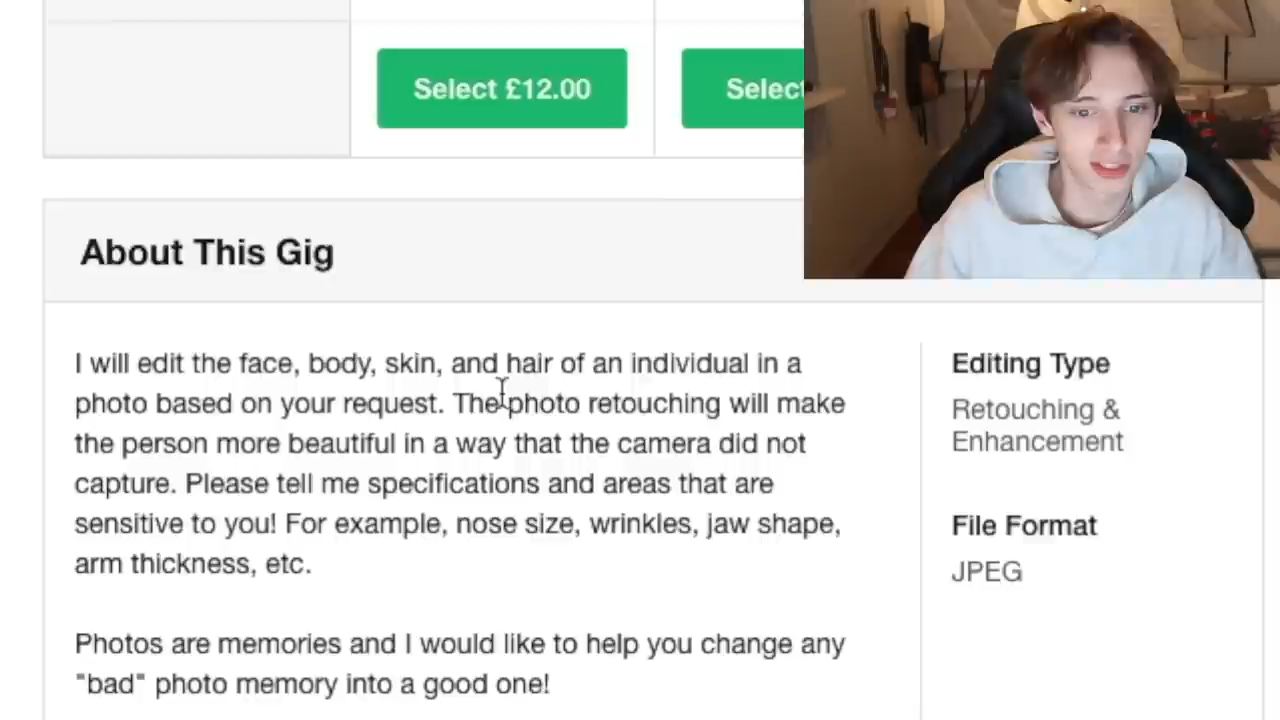 Select £12.00
Select
About This Gig
I will edit the face, body, skin, and hair of an individual in a
photo based on your request. The photo retouching will make
the person more beautiful in a way that the camera did not
capture. Please tell me specifications and areas that are
sensitive to you! For example, nose size, wrinkles, jaw shape,
arm thickness, etc.
Photos are memories and I would like to help you change any
"bad" photo memory into a good one!
Editing Type
Retouching &
Enhancement
File Format
JPEG